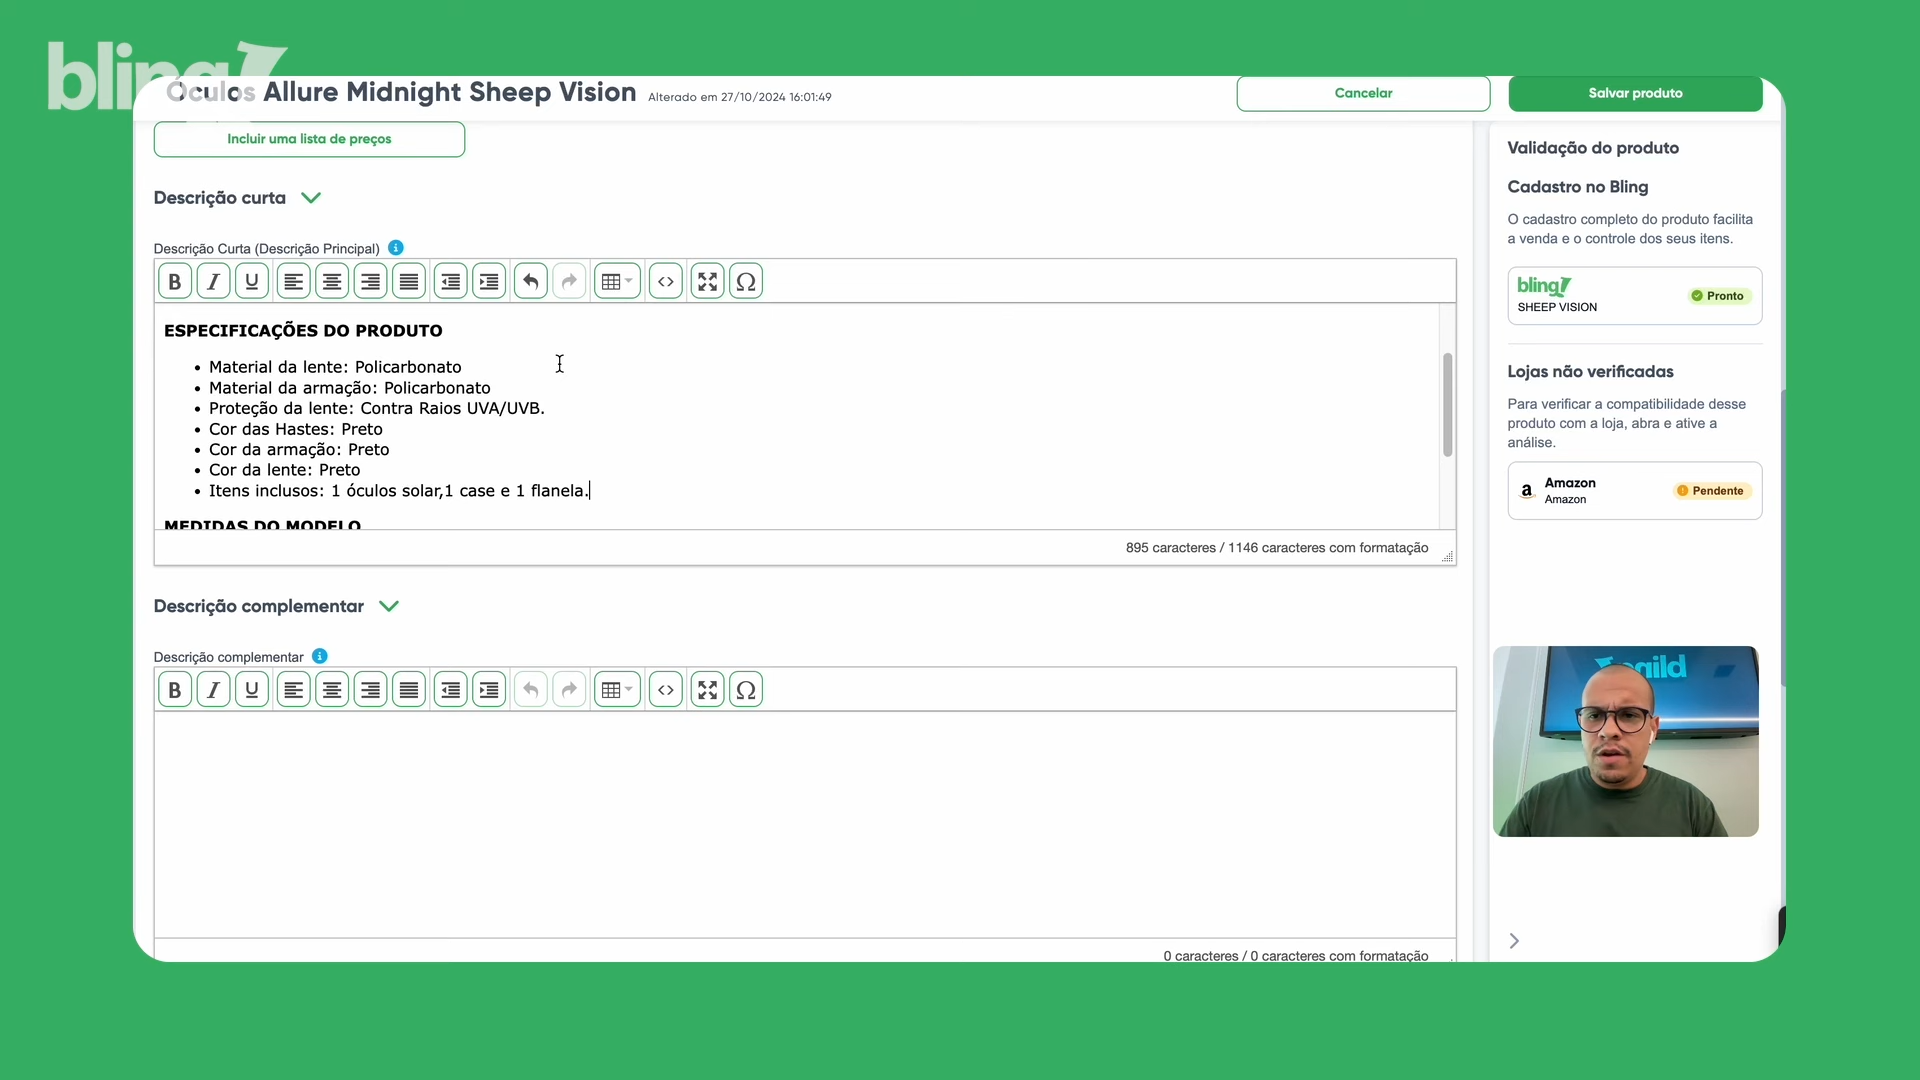 bling
Óculos Allure Midnight Sheep Vision Alterado em 27/10/2024 16:01:49
Cancelar
Salvar produto
Incluir uma lista de preços
Descrição curta
Descrição Curta (Descrição Principal)
ESPECIFICAÇÕES DO PRODUTO
Material da lente: Policarbonato
Material da armação: Policarbonato
Proteção da lente: Contra Raios UVA/UVB.
Cor das Hastes: Preto
Cor da armação: Preto
Cor da lente: Preto
Itens inclusos: 1 óculos solar,1 case e 1 flanela.
MEDIDAS DO MODELO
895 caracteres / 1146 caracteres com formatação
Descrição complementar
Descrição complementar
0 caracteres / 0 caracteres com formatação
Validação do produto
Cadastro no Bling
O cadastro completo do produto facilita
a venda e o controle dos seus itens.
bling!
SHEEP VISION
Pronto
Lojas não verificadas
Para verificar a compatibilidade desse
produto com a loja, abra e ative a
análise.
Amazon
Amazon
Pendente